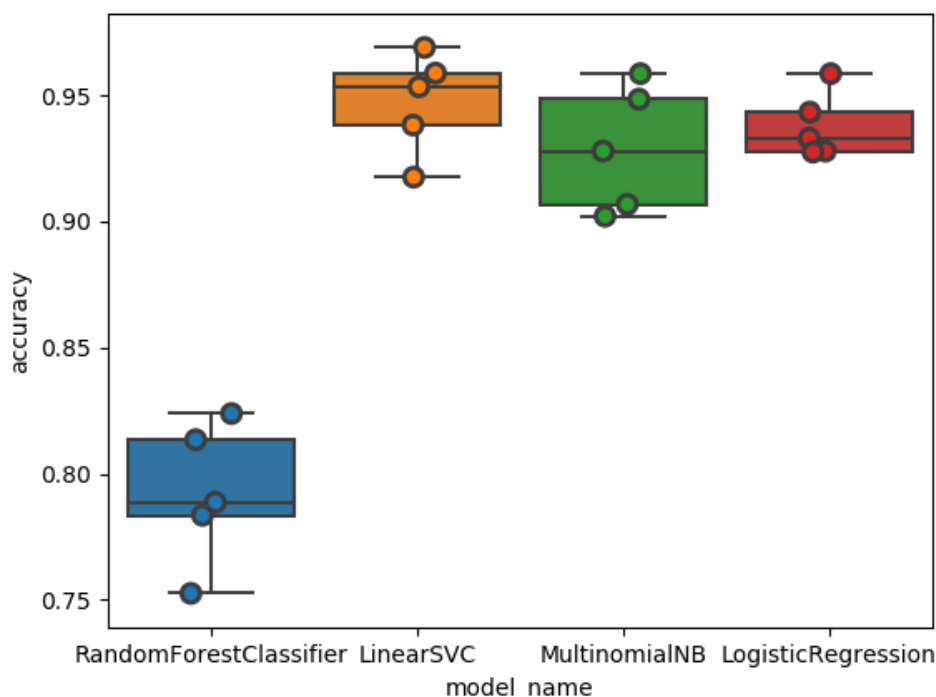 accuracy
0.95
0.90
0.85
0.80
0.75
RandomForestClassifier LinearSVC MultinomialNB LogisticRegression
model_name